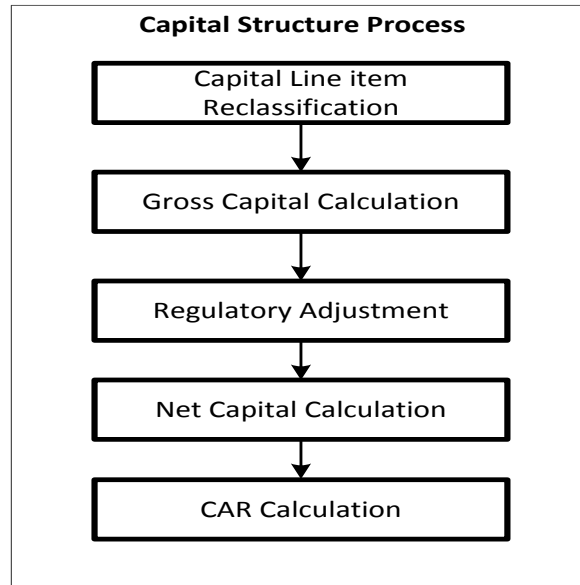 Capital Structure Process
Capital Line item
Reclassification
Gross Capital Calculation
Regulatory Adjustment
Net Capital Calculation
CAR Calculation